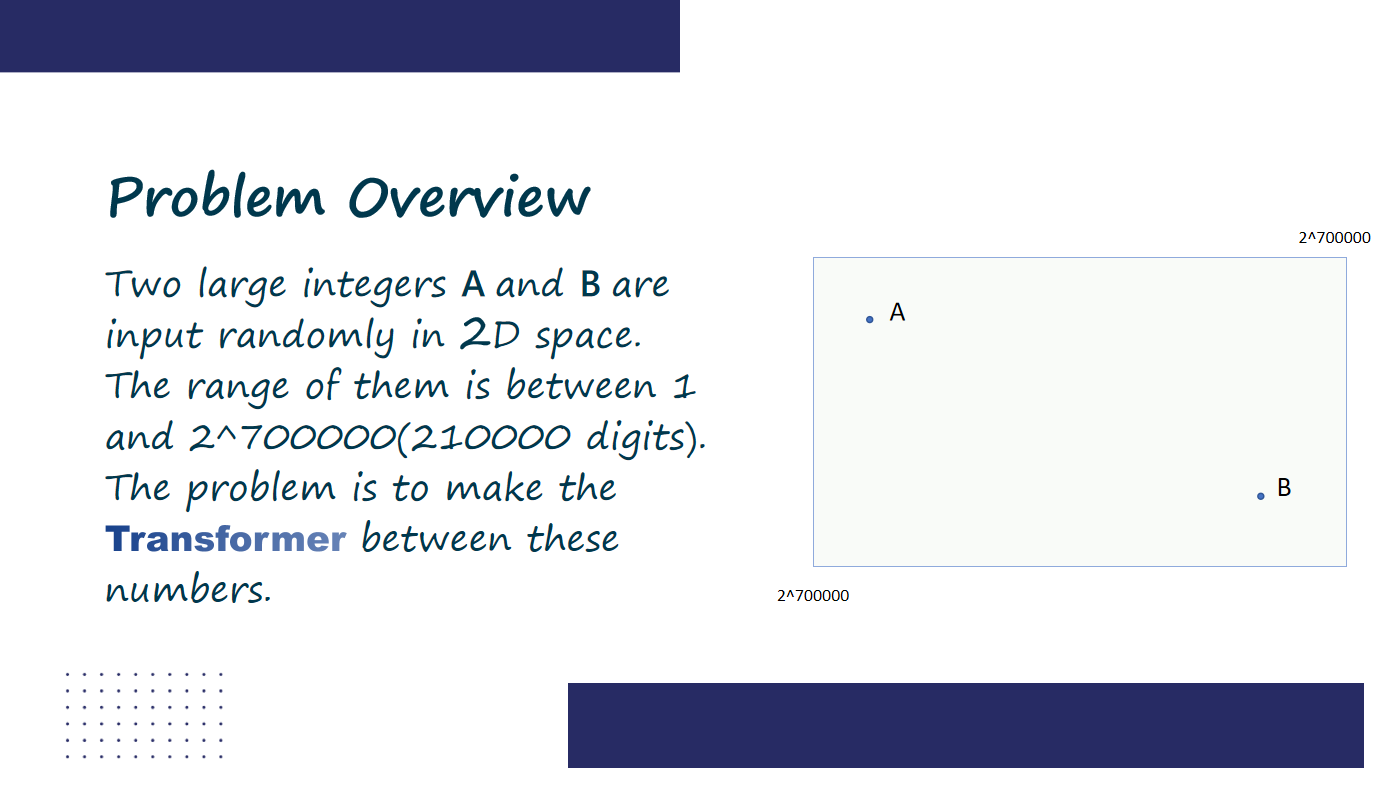 Problem Overview
Two large integers A and B are
input randomly in 2D space.
The range of them is between 1
and 2^700000(210000 digits).
The problem is to make the
Transformer between these
numbers.
2^700000
A
B
2^700000